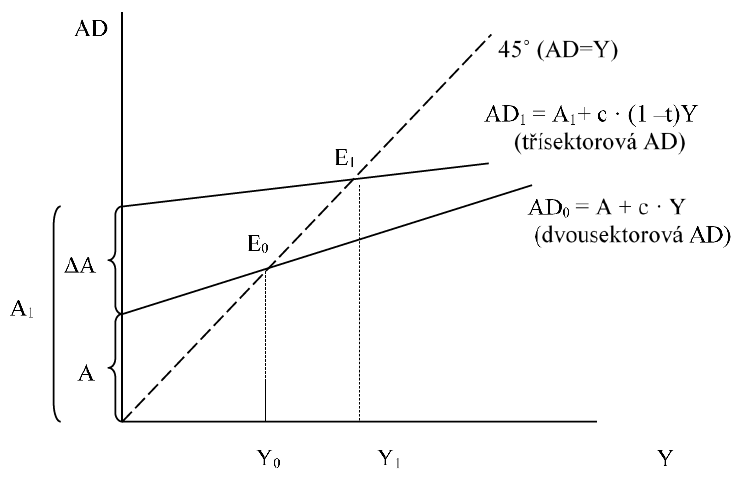 AD
45° (AD=Y)
AD₁ = A₁+ c · (1 –t)Y
(třísektorová AD)
E₁
AD₀ = A + c · Y
(dvousektorová AD)
E₀
ΔA
A₁
A
Y₀
Y₁
Y